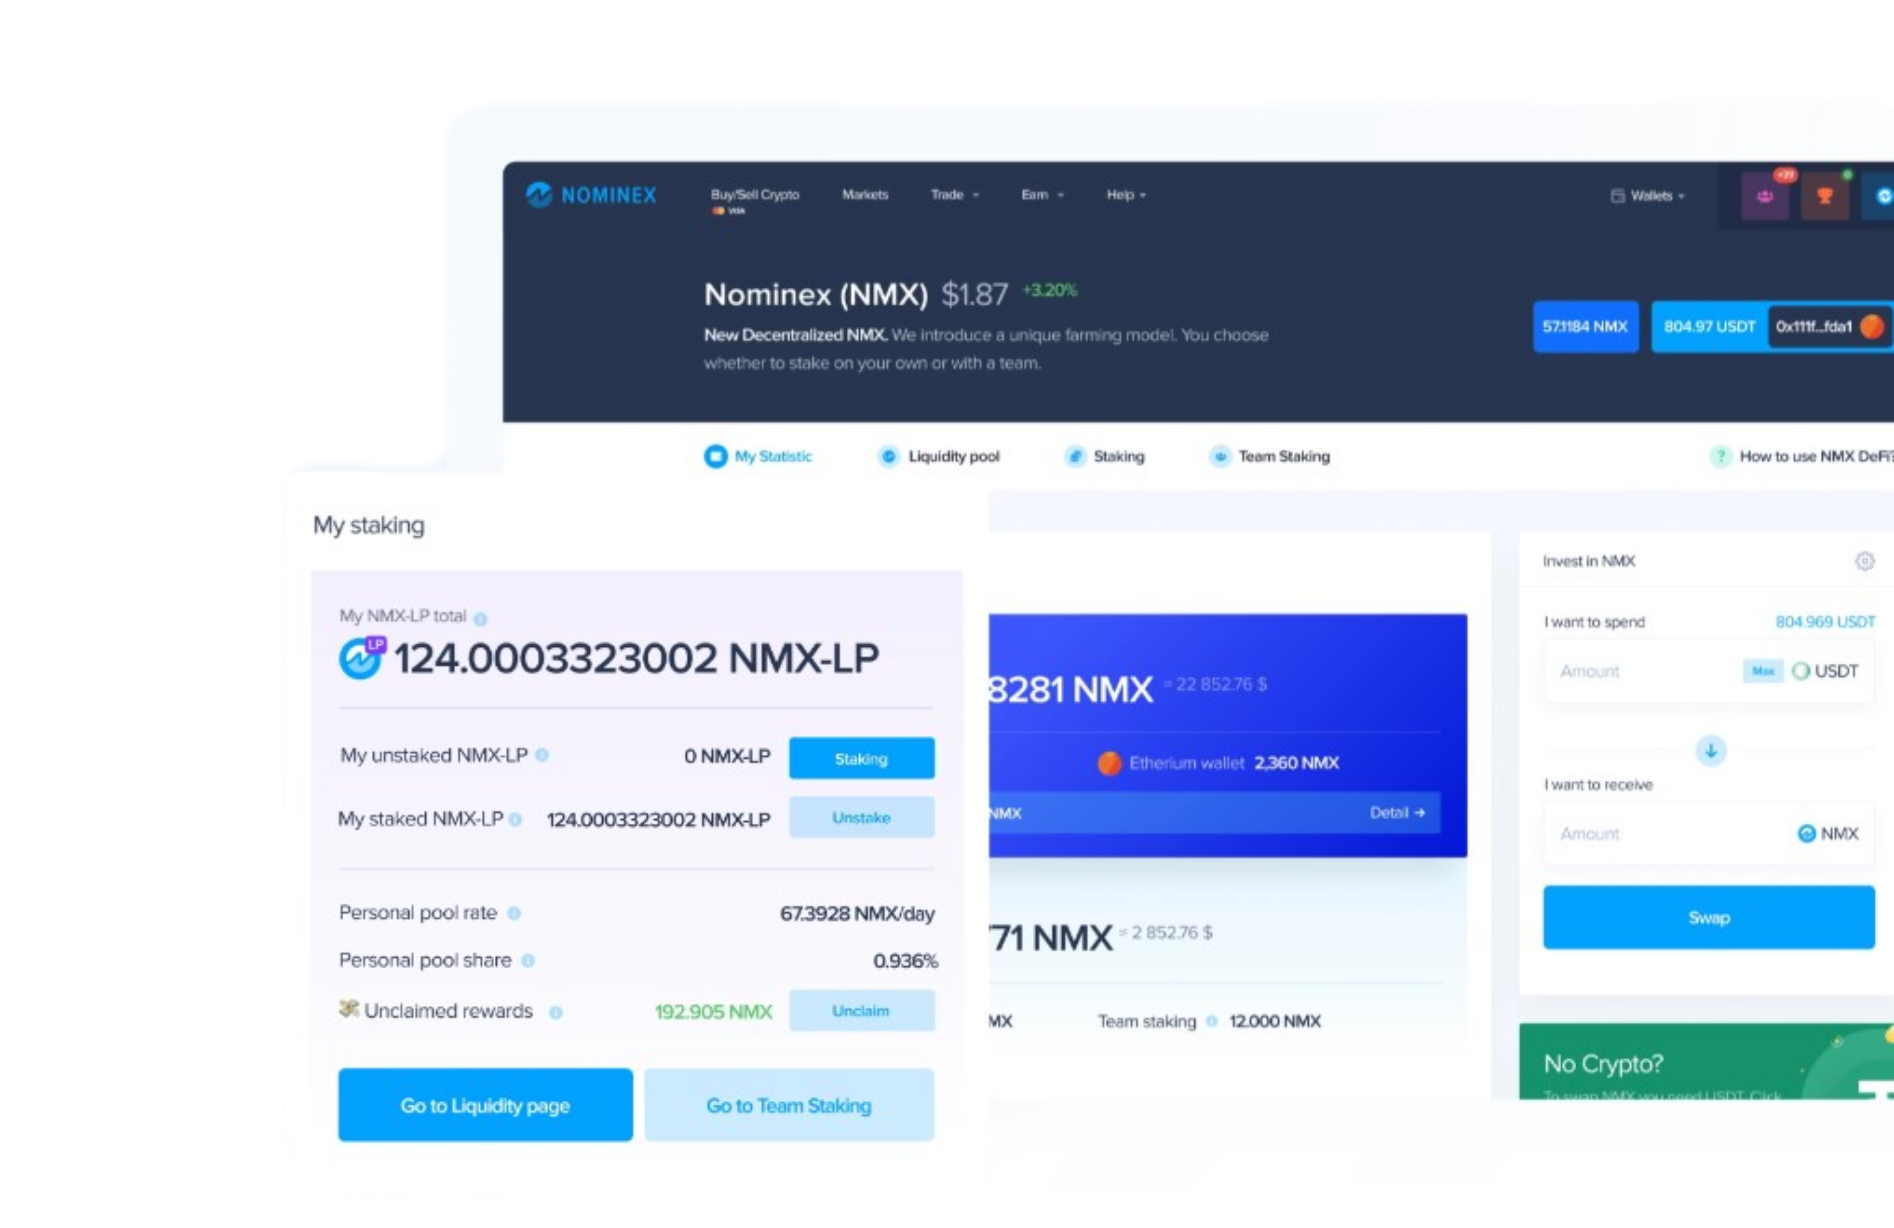 NOMINEX
Buy/Sell Crypto
VISA
Markets
Trade
Earn
Help
Wallets
+39
Nominex (NMX) $1.87 +3.20%
New Decentralized NMX. We introduce a unique farming model. You choose
whether to stake on your own or with a team.
57.1184 NMX
804.97 USDT
0x111f...fda1
My Statistic
Liquidity pool
Staking
Team Staking
? How to use NMX DeFi?
My staking
My NMX-LP total
LP
124.0003323002 NMX-LP
My unstaked NMX-LP
0 NMX-LP
Staking
My staked NMX-LP
124.0003323002 NMX-LP
Unstake
Personal pool rate
67.3928 NMX/day
Personal pool share
0.936%
Unclaimed rewards
192.905 NMX
Unclaim
Go to Liquidity page
Go to Team Staking
8281 NMX = 22 852.76 $
Etherium wallet 2,360 NMX
NMX
Detail →
71 NMX = 2 852.76 $
MX
Team staking 12.000 NMX
Invest in NMX
I want to spend
804.969 USDT
Amount
Max
USDT
I want to receive
Amount
NMX
Swap
No Crypto?
To swap NMX you need USDT. Click